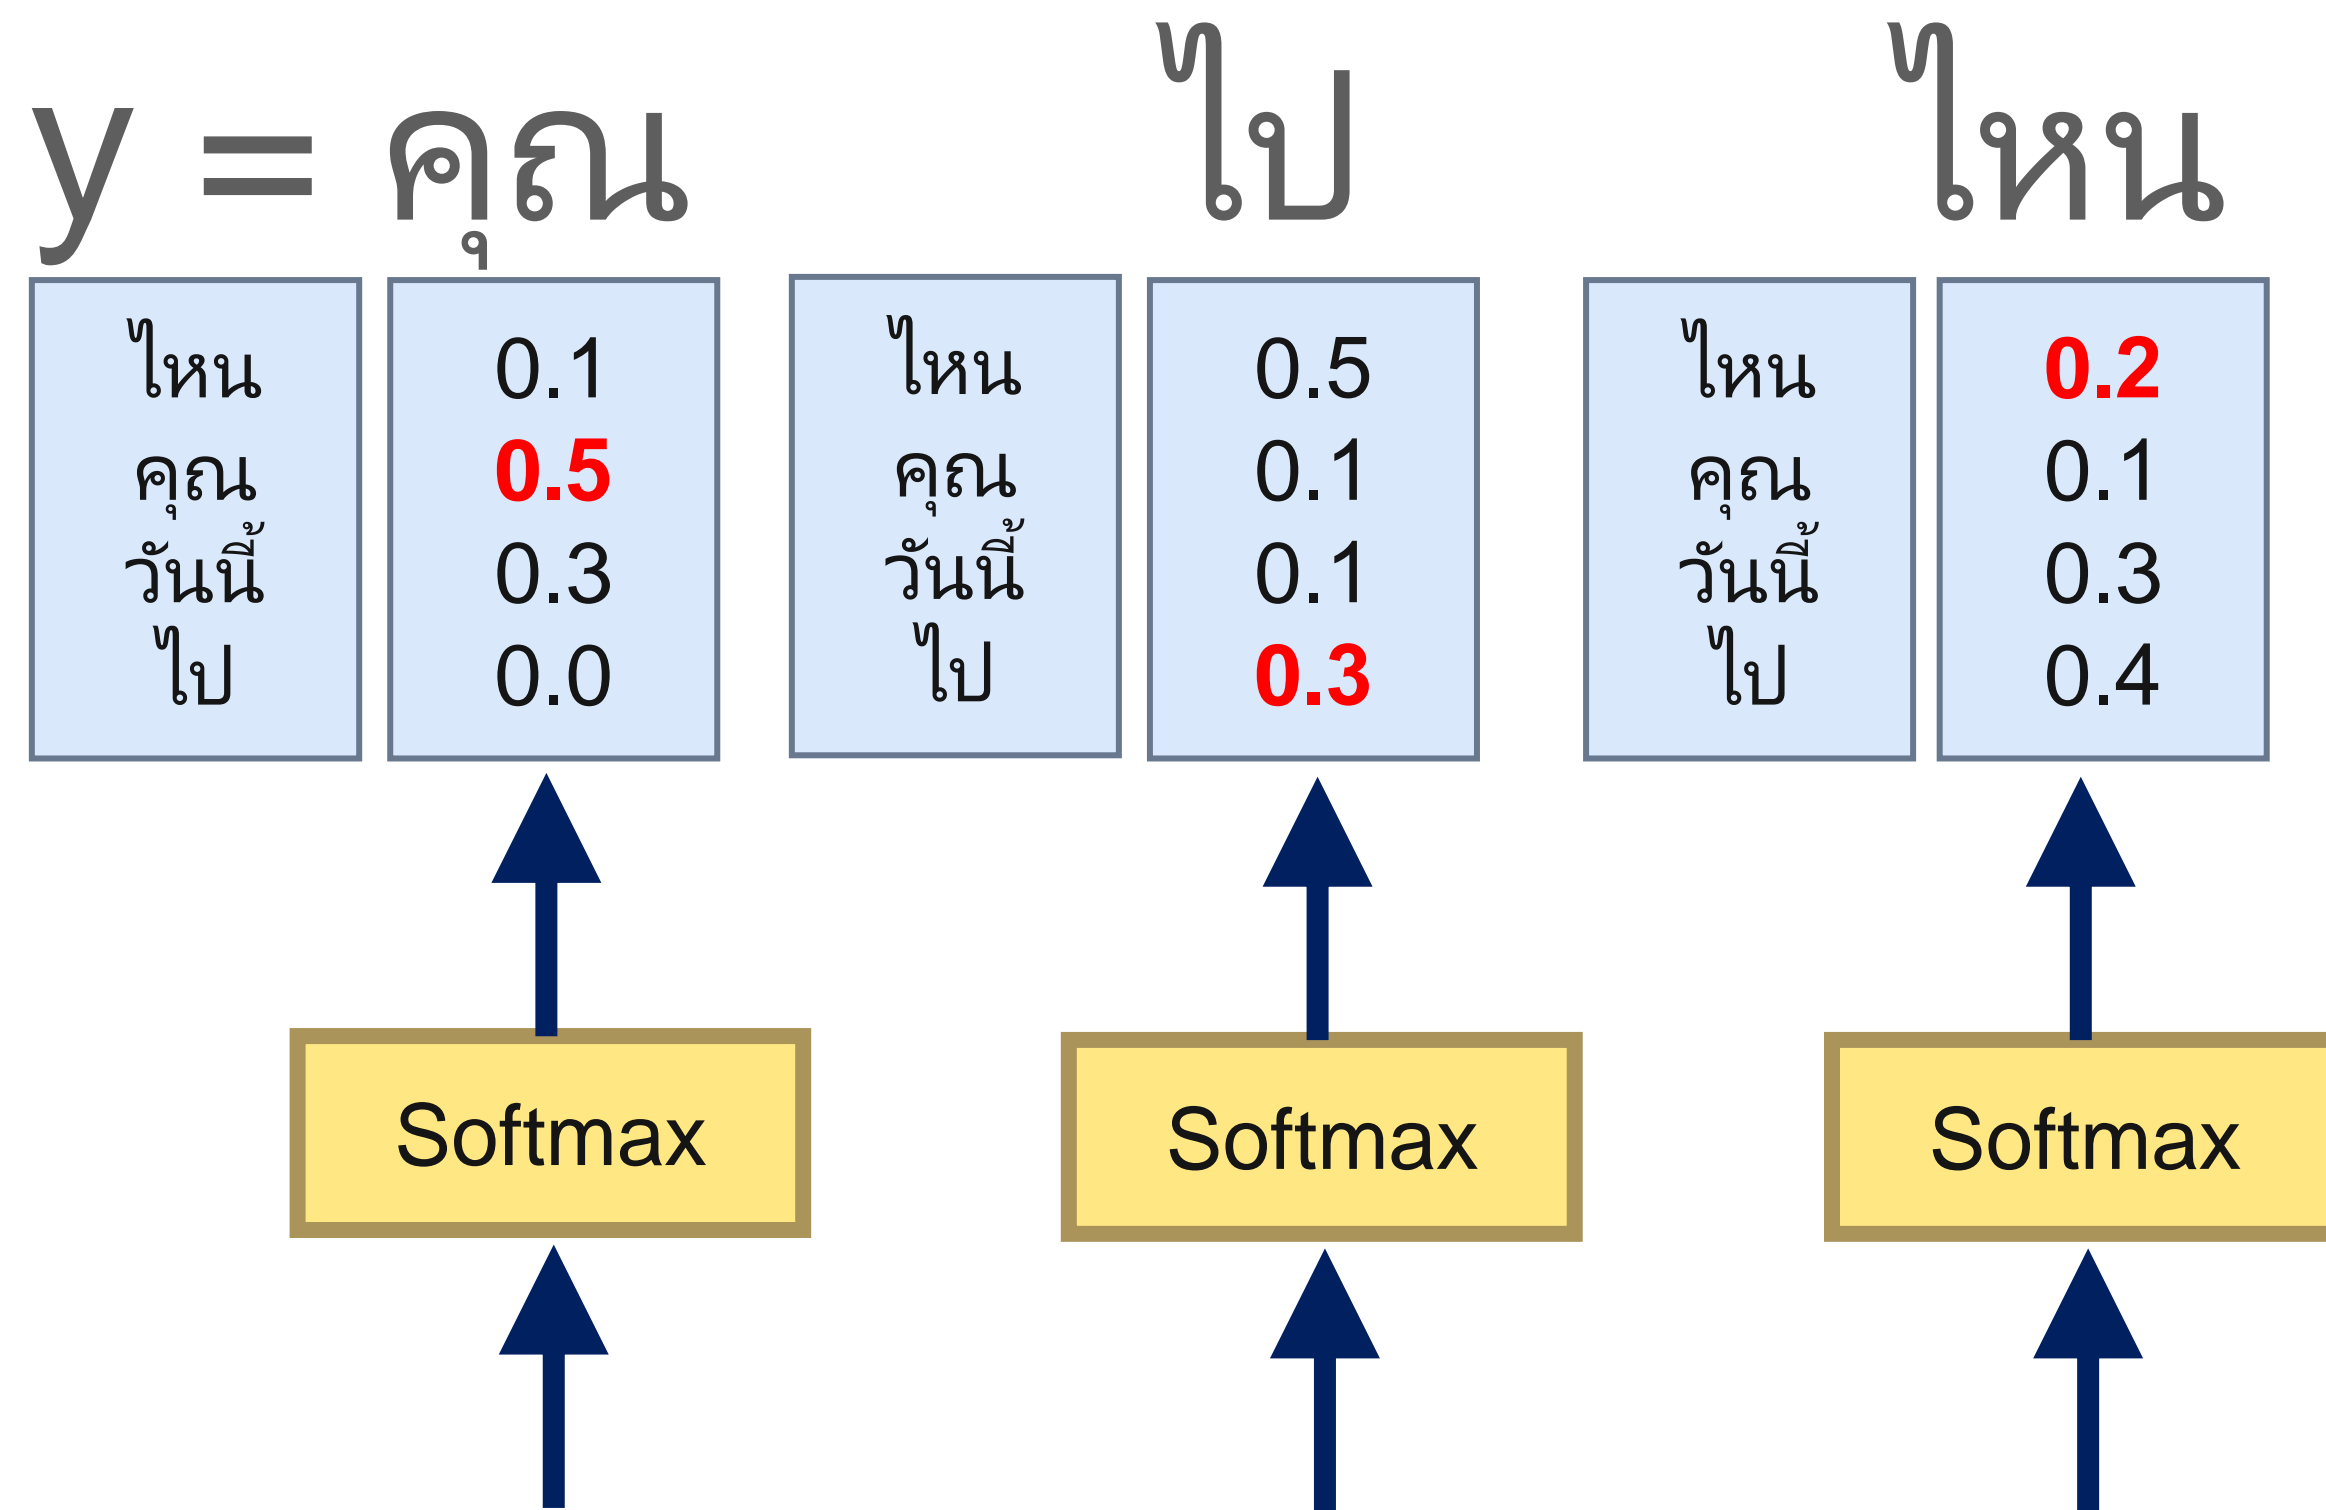 y = คุณ ไป ไหน
ไหน 0.1 ไหน 0.5 ไหน 0.2
คุณ 0.5 คุณ 0.1 คุณ 0.1
วันนี้ 0.3 วันนี้ 0.1 วันนี้ 0.3
ไป 0.0 ไป 0.3 ไป 0.4
Softmax Softmax Softmax